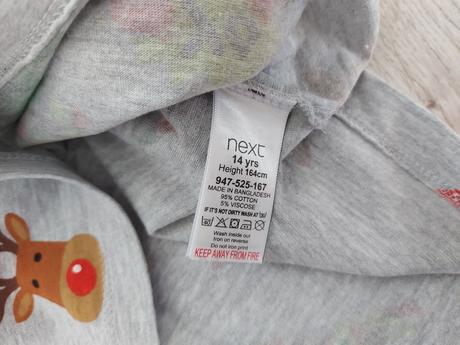 next
14 yrs
Height 164cm
947-525-167
MADE IN BANGLADESH
95% COTTON
5% VISCOSE
IF IT'S NOT DIRTY WASH AT
Wash inside out
Iron on reverse
Do not iron print
KEEP AWAY FROM FIRE